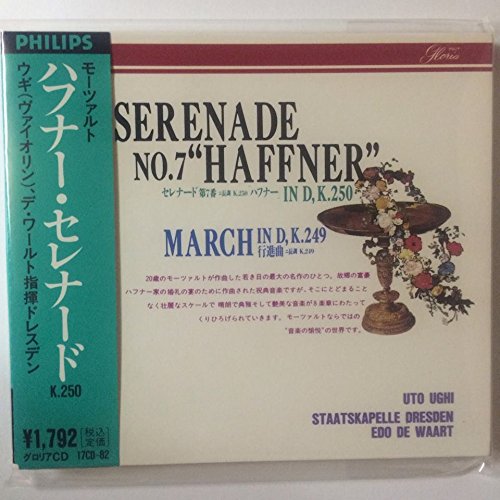 PHILIPS
モーツァルト
ハフナー・セレナード
K.250
ウギ(ヴァイオリン)、デ・ワールト指揮ドレスデン
¥1,792 税込定価
グロリアCD 17CD-82
Gloria
SERENADE
NO.7“HAFFNER”
セレナード 第7番 ニ長調 K.250 ハフナー IN D, K.250
MARCH IN D, K.249
行進曲 ニ長調 K.249
20歳のモーツァルトが作曲した若き日の最大の名作のひとつ。故郷の富豪
ハフナー家の婚礼の宴のために作曲された祝典音楽ですが、そこにとどまること
なく壮麗なスケールで 晴朗で典雅そして艶美な音楽が8楽章にわたって
くりひろげられていきます。モーツァルトならではの
“音楽の愉悦”の世界です。
UTO UGHI
STAATSKAPELLE DRESDEN
EDO DE WAART